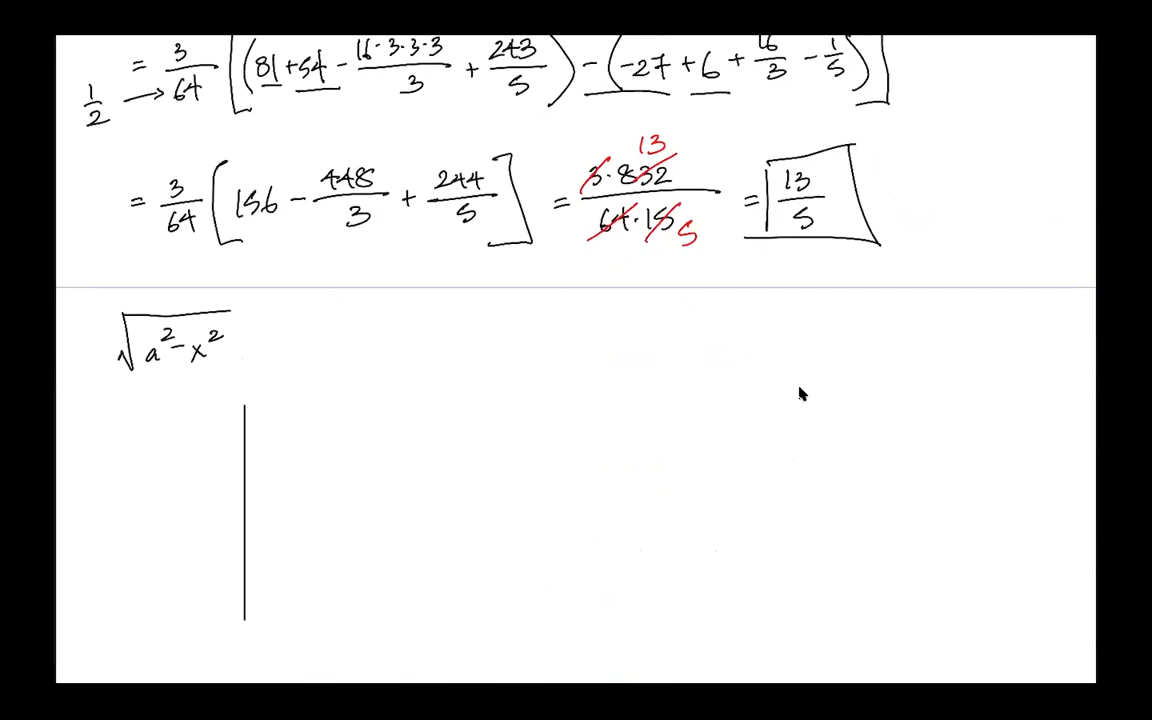 = 3/64 [(81 + 54 - 16·3·3·3/3 + 243/5) - (-27 + 6 + 16/3 - 1/5)]
1/2 →
= 3/64 [156 - 448/3 + 244/5] = 3·832/64·15 = 13/5
13
5
√a² - x²